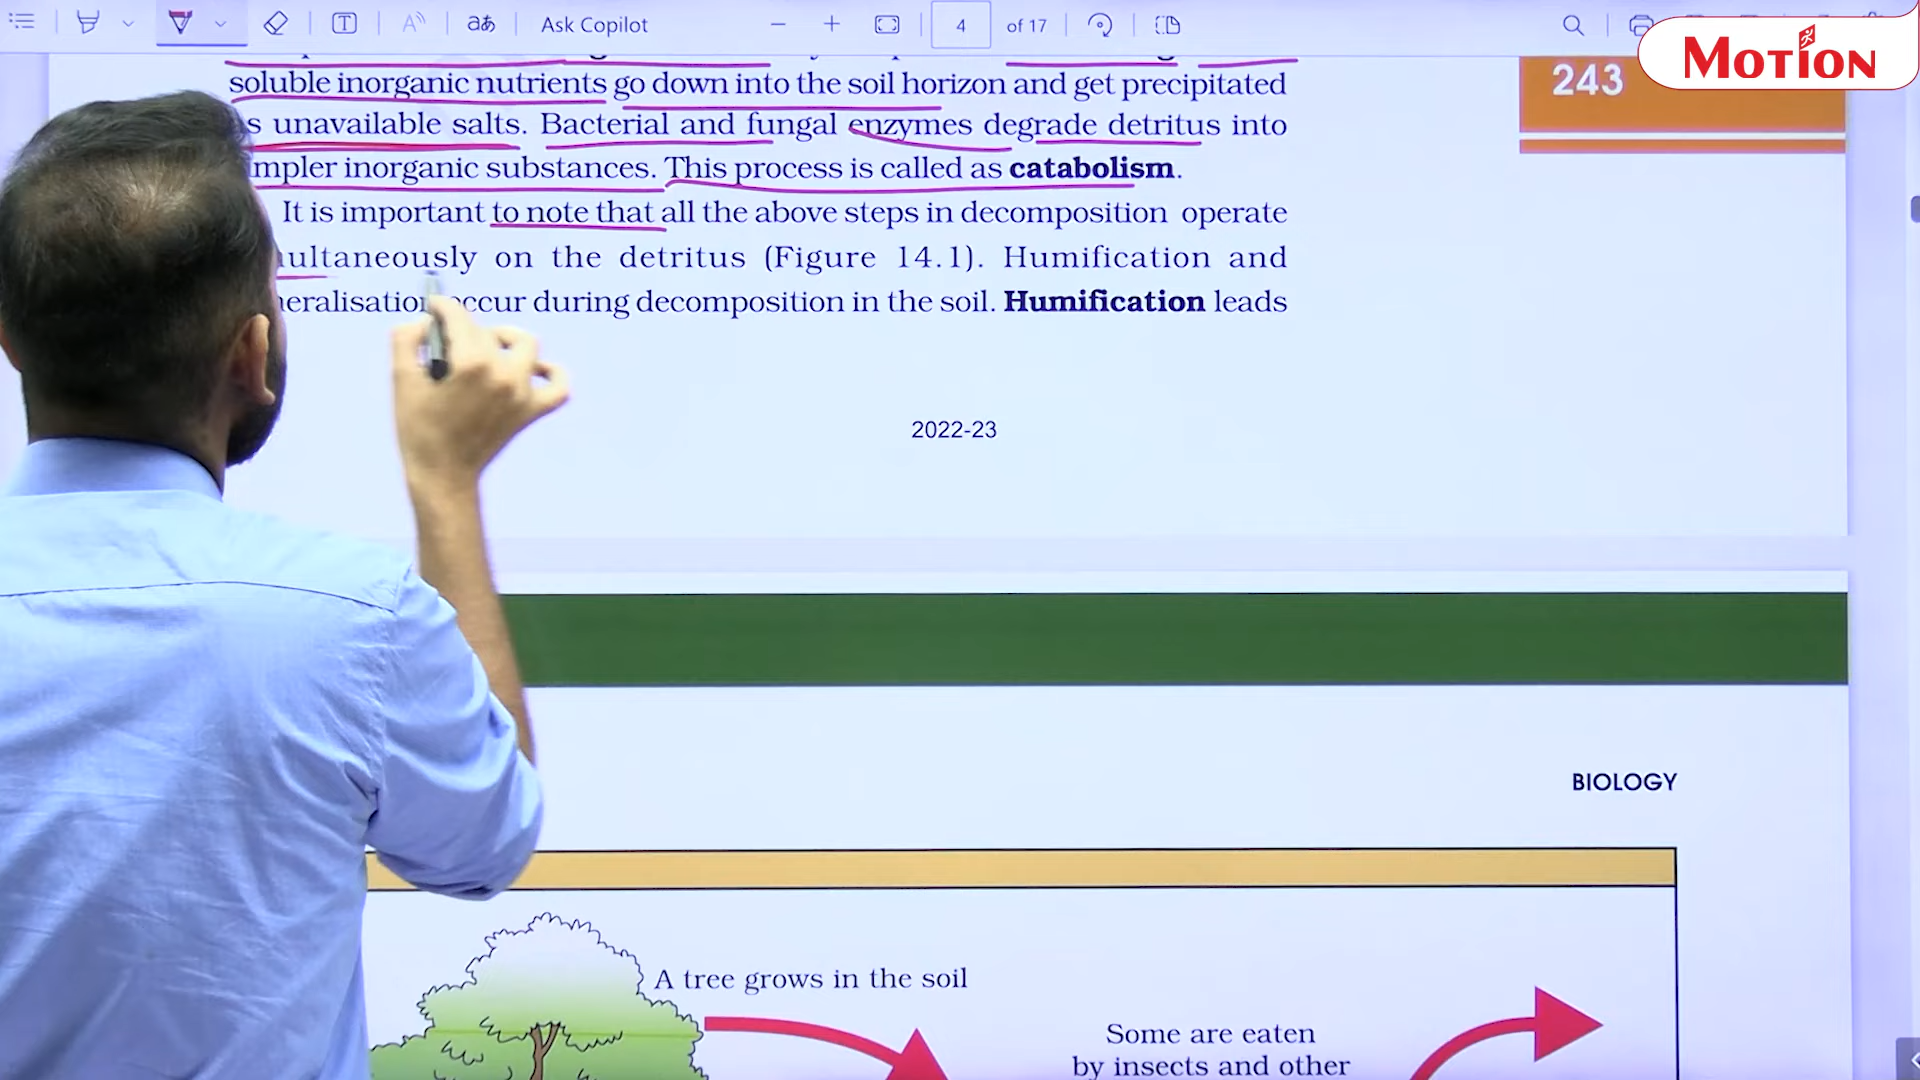 Ask Copilot
4 of 17
MOTION
243
soluble inorganic nutrients go down into the soil horizon and get precipitated
unavailable salts. Bacterial and fungal enzymes degrade detritus into
inorganic substances. This process is called as catabolism.
It is important to note that all the above steps in decomposition operate
on the detritus (Figure 14.1). Humification and
occur during decomposition in the soil. Humification leads
2022-23
BIOLOGY
A tree grows in the soil
Some are eaten
by insects and other